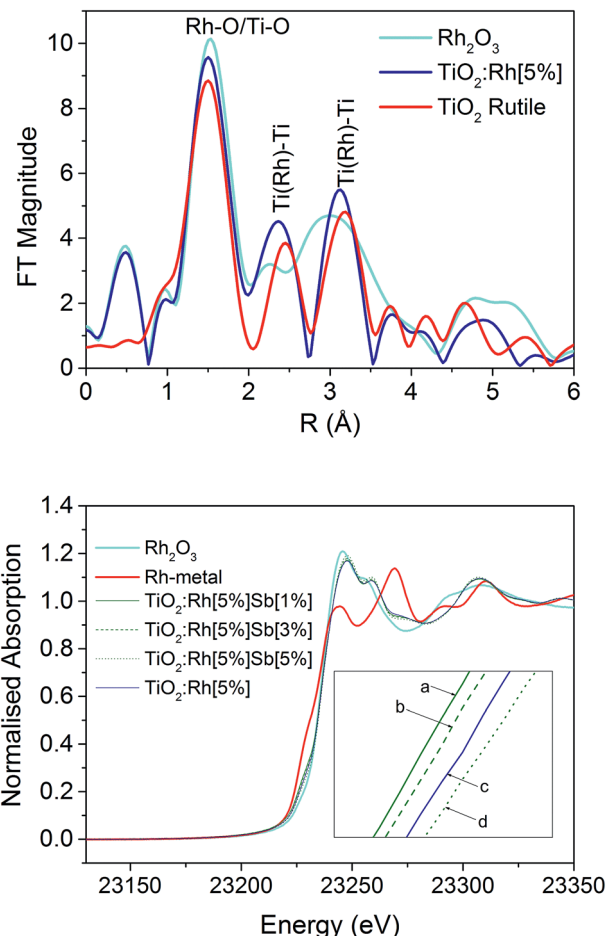 Rh-O/Ti-O
Rh₂O₃
TiO₂:Rh[5%]
TiO₂ Rutile
Ti(Rh)-Ti
Ti(Rh)-Ti
FT Magnitude
10
8
6
4
2
0
0 1 2 3 4 5 6
R (Å)
1.4
1.2
1.0
0.8
0.6
0.4
0.2
0.0
Normalised Absorption
Rh₂O₃
Rh-metal
TiO₂:Rh[5%]Sb[1%]
TiO₂:Rh[5%]Sb[3%]
TiO₂:Rh[5%]Sb[5%]
TiO₂:Rh[5%]
a
b
c
d
23150 23200 23250 23300 23350
Energy (eV)